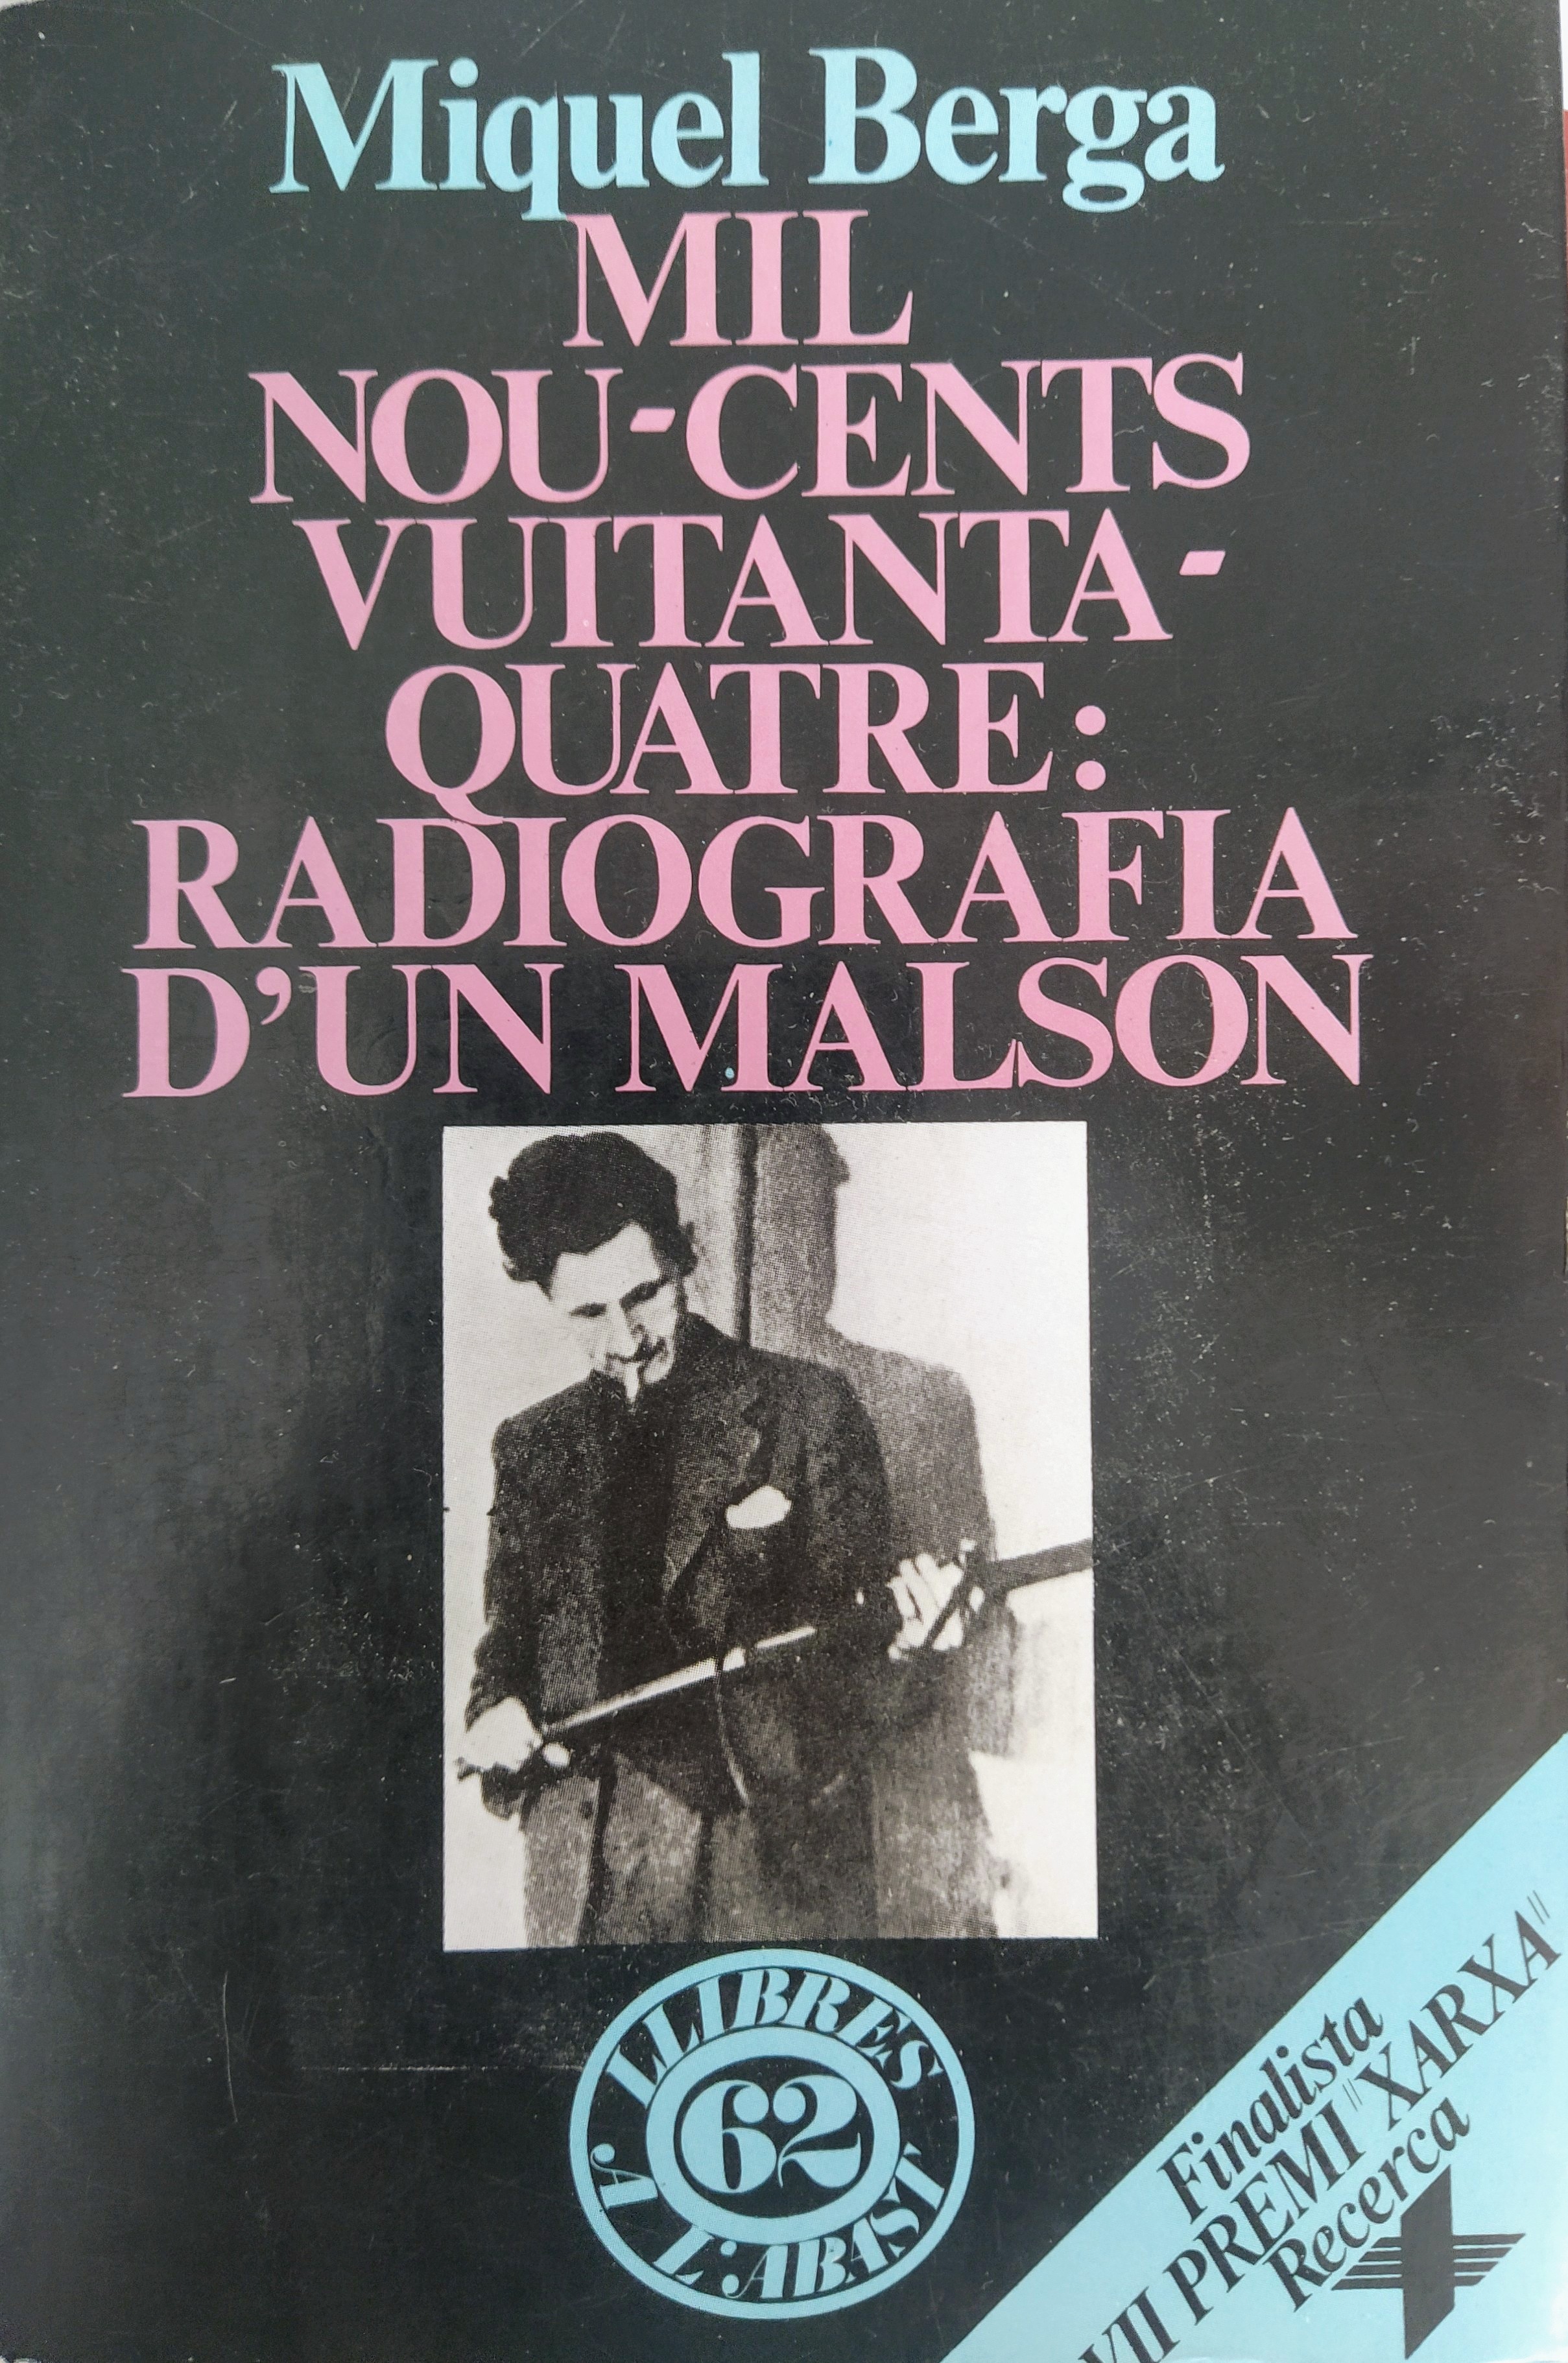 Miquel Berga
MIL
NOU-CENTS
VUITANTA-
QUATRE:
RADIOGRAFIA
D'UN MALSON
LLIBRES
A L'ABAST
62
Finalista
VII PREMI "XARXA"
Recerca